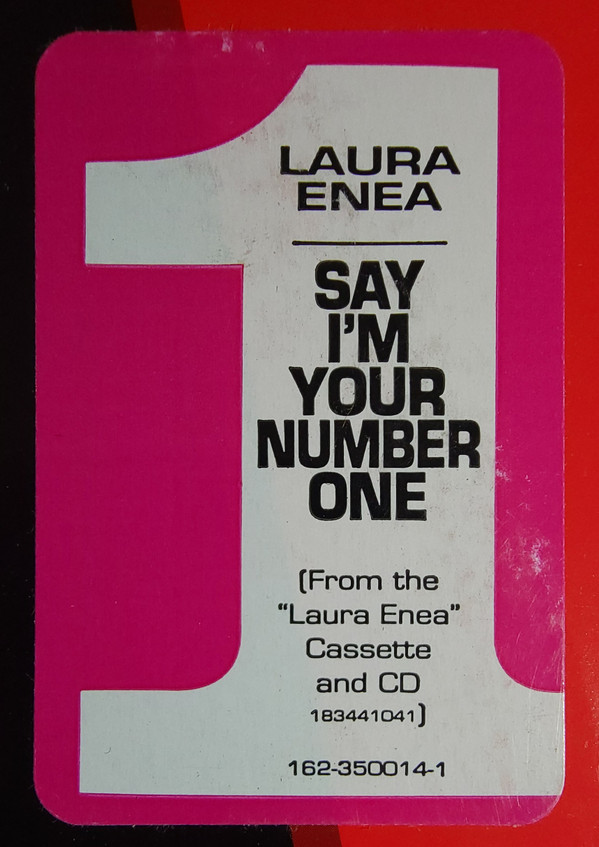 LAURA
ENEA
SAY
I'M
YOUR
NUMBER
ONE
(From the
“Laura Enea”
Cassette
and CD
183441041)
162-350014-1